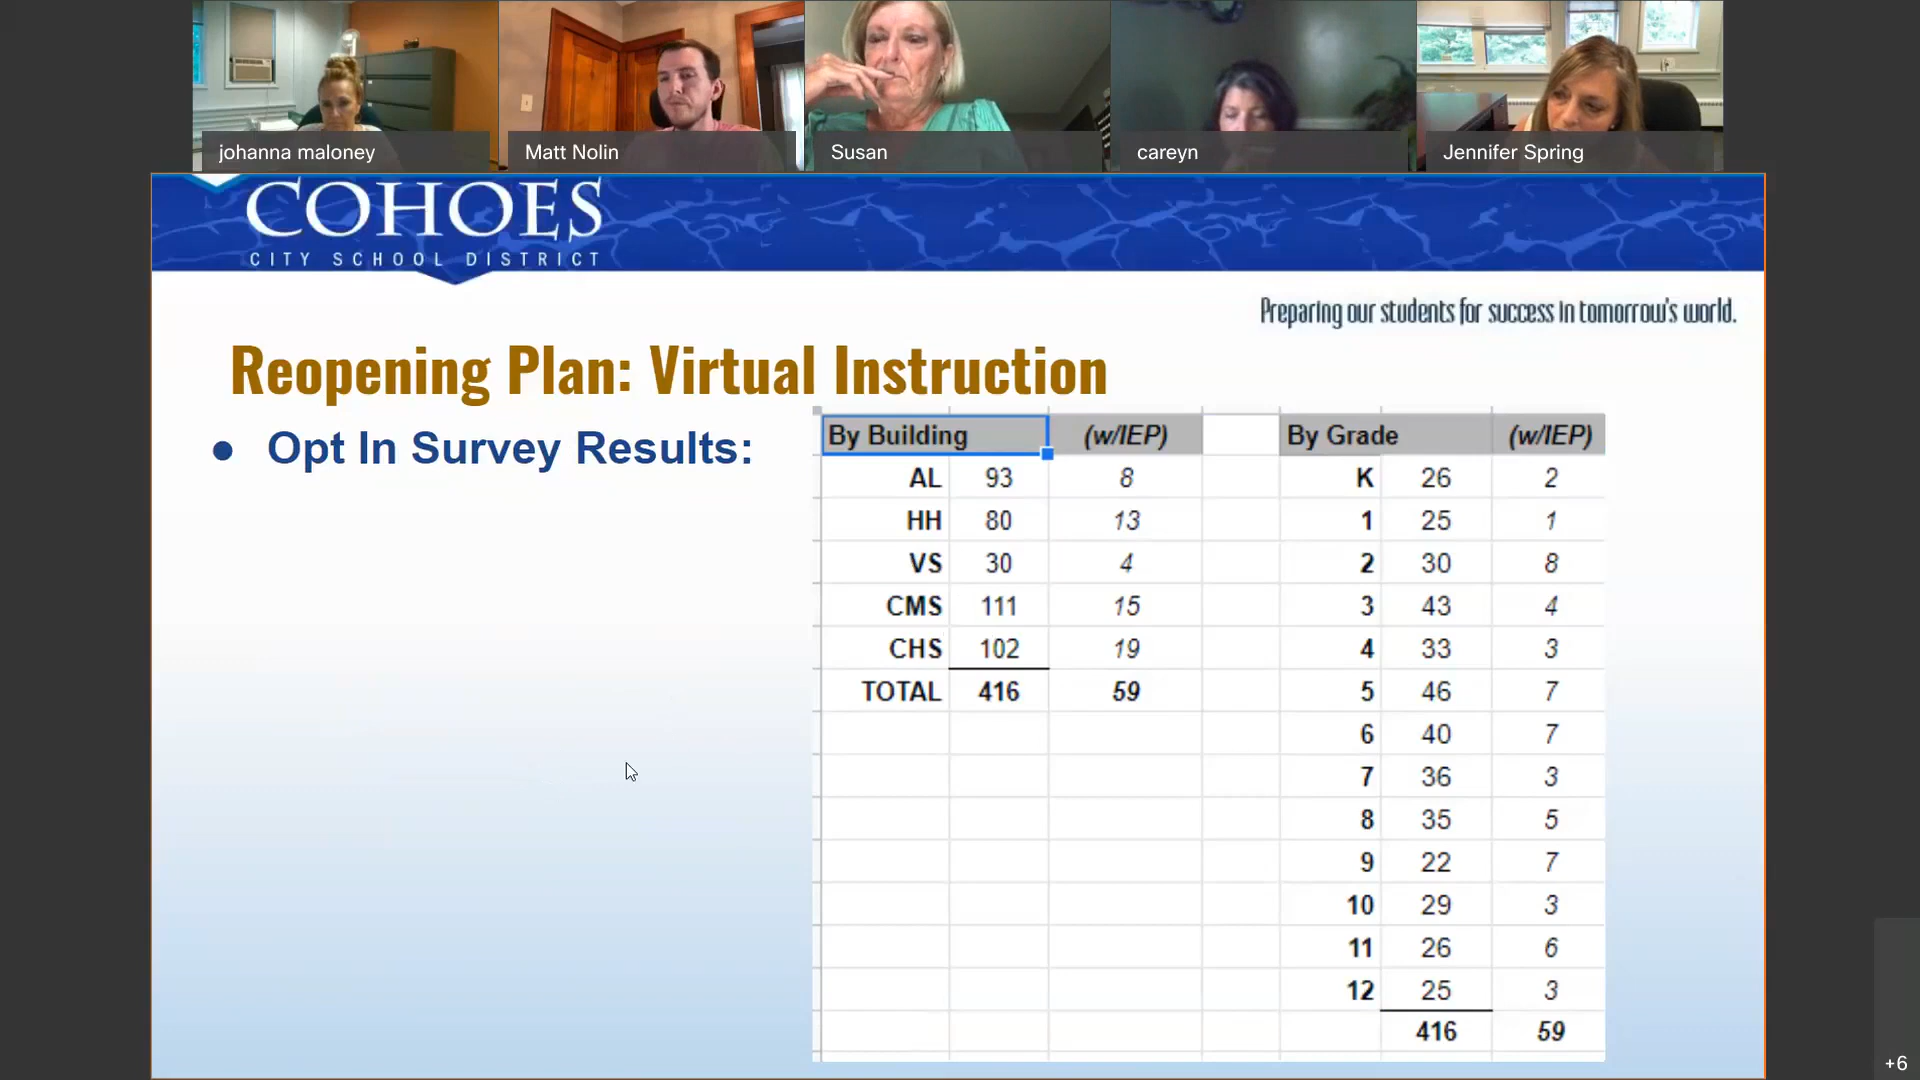 johanna maloney
Matt Nolin
Susan
careyn
Jennifer Spring
COHOES
CITY SCHOOL DISTRICT
Preparing our students for success in tomorrow's world.
Reopening Plan: Virtual Instruction
● Opt In Survey Results:
By Building (w/IEP) By Grade (w/IEP)
AL 93 8 K 26 2
HH 80 13 1 25 1
VS 30 4 2 30 8
CMS 111 15 3 43 4
CHS 102 19 4 33 3
TOTAL 416 59 5 46 7
6 40 7
7 36 3
8 35 5
9 22 7
10 29 3
11 26 6
12 25 3
416 59
+6